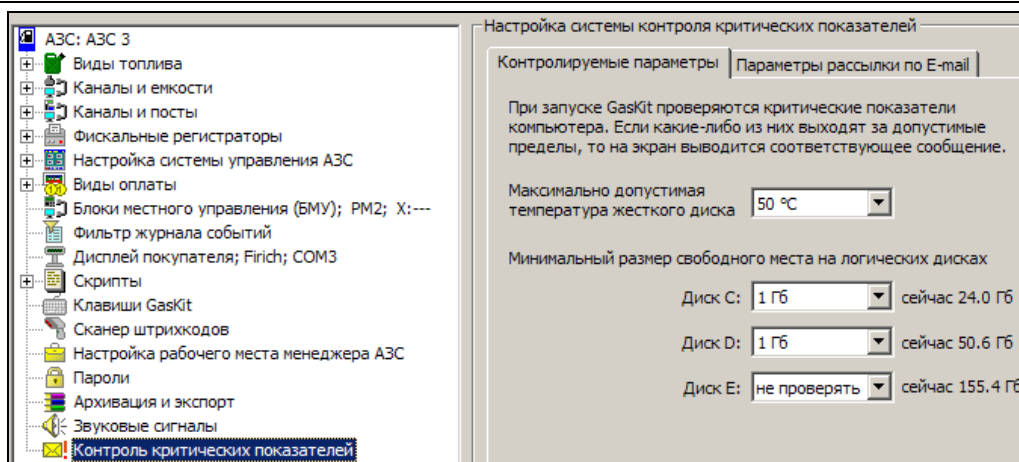 АЗС: АЗС 3
Виды топлива
Каналы и емкости
Каналы и посты
Фискальные регистраторы
Настройка системы управления АЗС
Виды оплаты
Блоки местного управления (БМУ); PM2; X:---
Фильтр журнала событий
Дисплей покупателя; Firich; COM3
Скрипты
Клавиши GasKit
Сканер штрихкодов
Настройка рабочего места менеджера АЗС
Пароли
Архивация и экспорт
Звуковые сигналы
Контроль критических показателей
Настройка системы контроля критических показателей
Контролируемые параметры
Параметры рассылки по E-mail
При запуске GasKit проверяются критические показатели
компьютера. Если какие-либо из них выходят за допустимые
пределы, то на экран выводится соответствующее сообщение.
Максимально допустимая
температура жесткого диска 50 °C
Минимальный размер свободного места на логических дисках
Диск C: 1 Гб сейчас 24.0 Гб
Диск D: 1 Гб сейчас 50.6 Гб
Диск E: не проверять сейчас 155.4 Гб